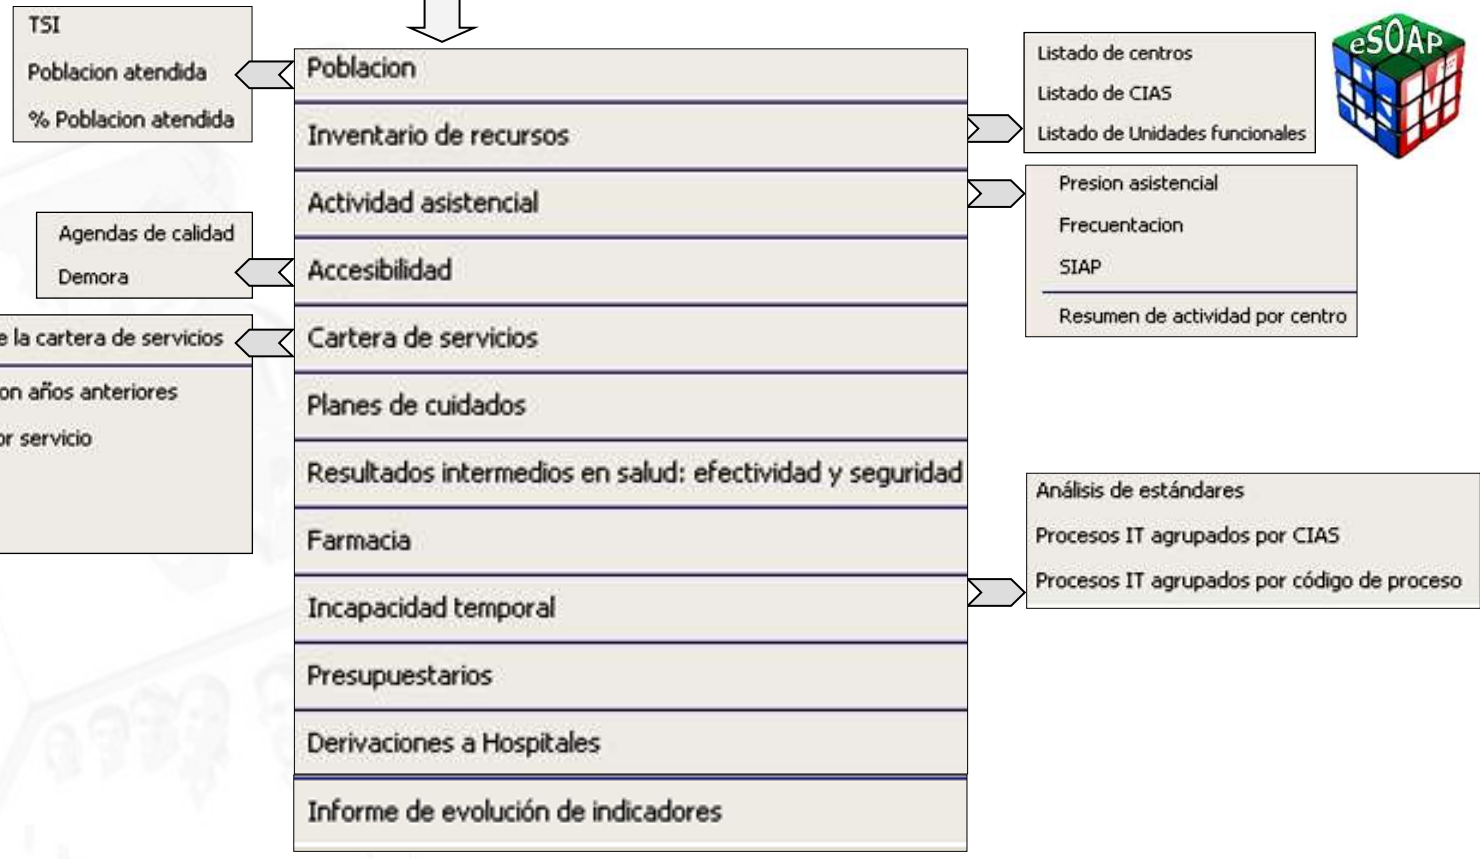 TSI
Poblacion atendida
% Poblacion atendida
Agendas de calidad
Demora
la cartera de servicios
años anteriores
servicio
Poblacion
Inventario de recursos
Actividad asistencial
Accesibilidad
Cartera de servicios
Planes de cuidados
Resultados intermedios en salud: efectividad y seguridad
Farmacia
Incapacidad temporal
Presupuestarios
Derivaciones a Hospitales
Informe de evolución de indicadores
Listado de centros
Listado de CIAS
Listado de Unidades funcionales
Presion asistencial
Frecuentacion
SIAP
Resumen de actividad por centro
Análisis de estándares
Procesos IT agrupados por CIAS
Procesos IT agrupados por código de proceso
eSOAP